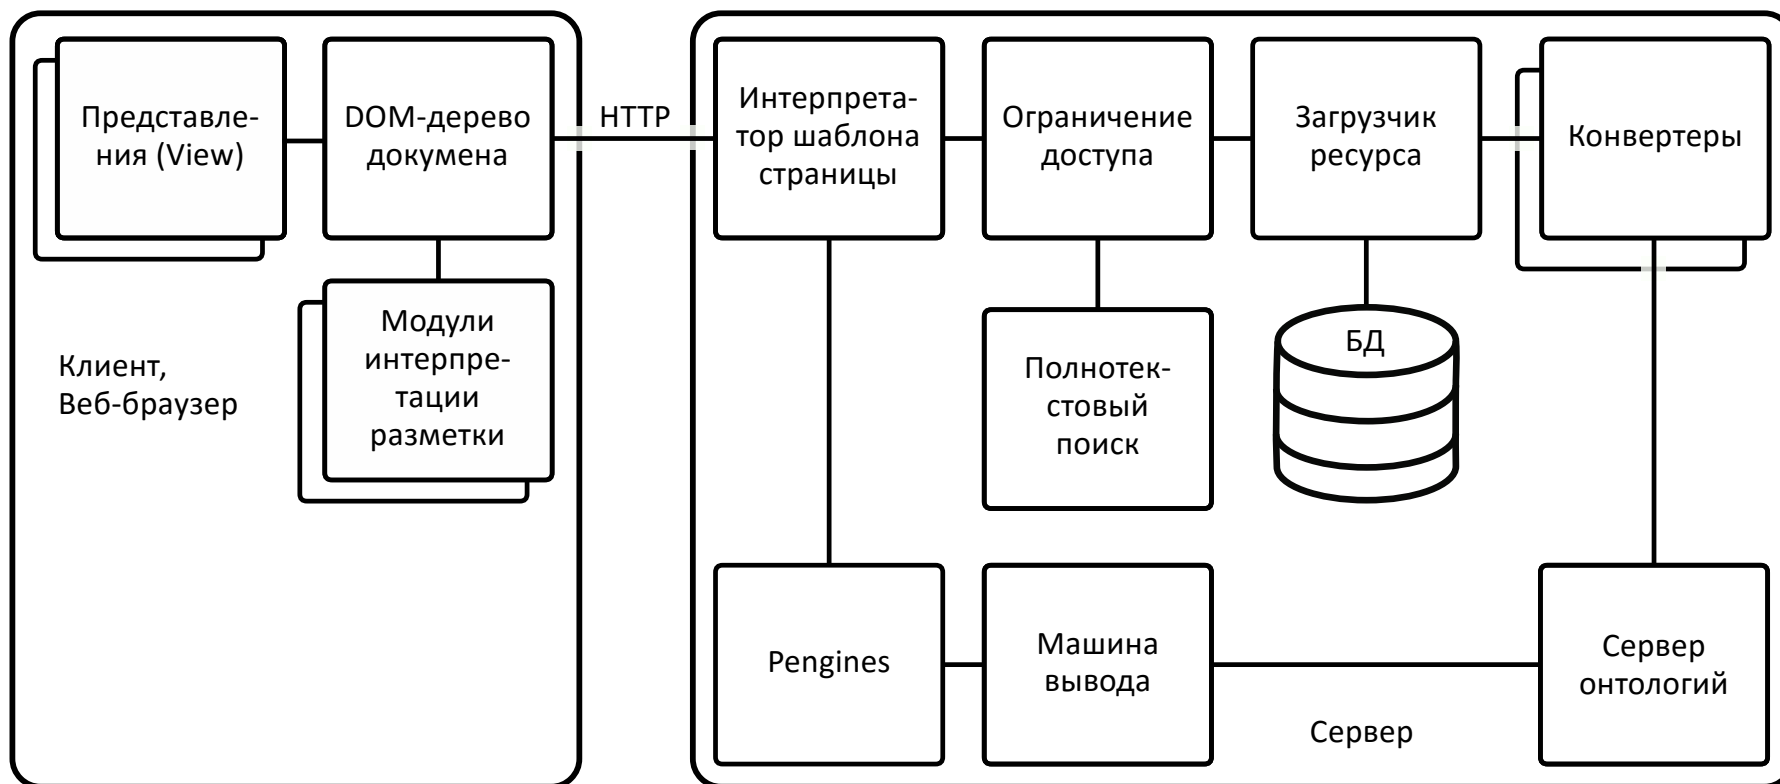 Представле-
ния (View)
DOM-дерево
докумена
HTTP
Интерпрета-
тор шаблона
страницы
Ограничение
доступа
Загрузчик
ресурса
Конвертеры
Модули
интерпре-
тации
разметки
Клиент,
Веб-браузер
Полнотек-
стовый
поиск
БД
Pengines
Машина
вывода
Сервер
онтологий
Сервер